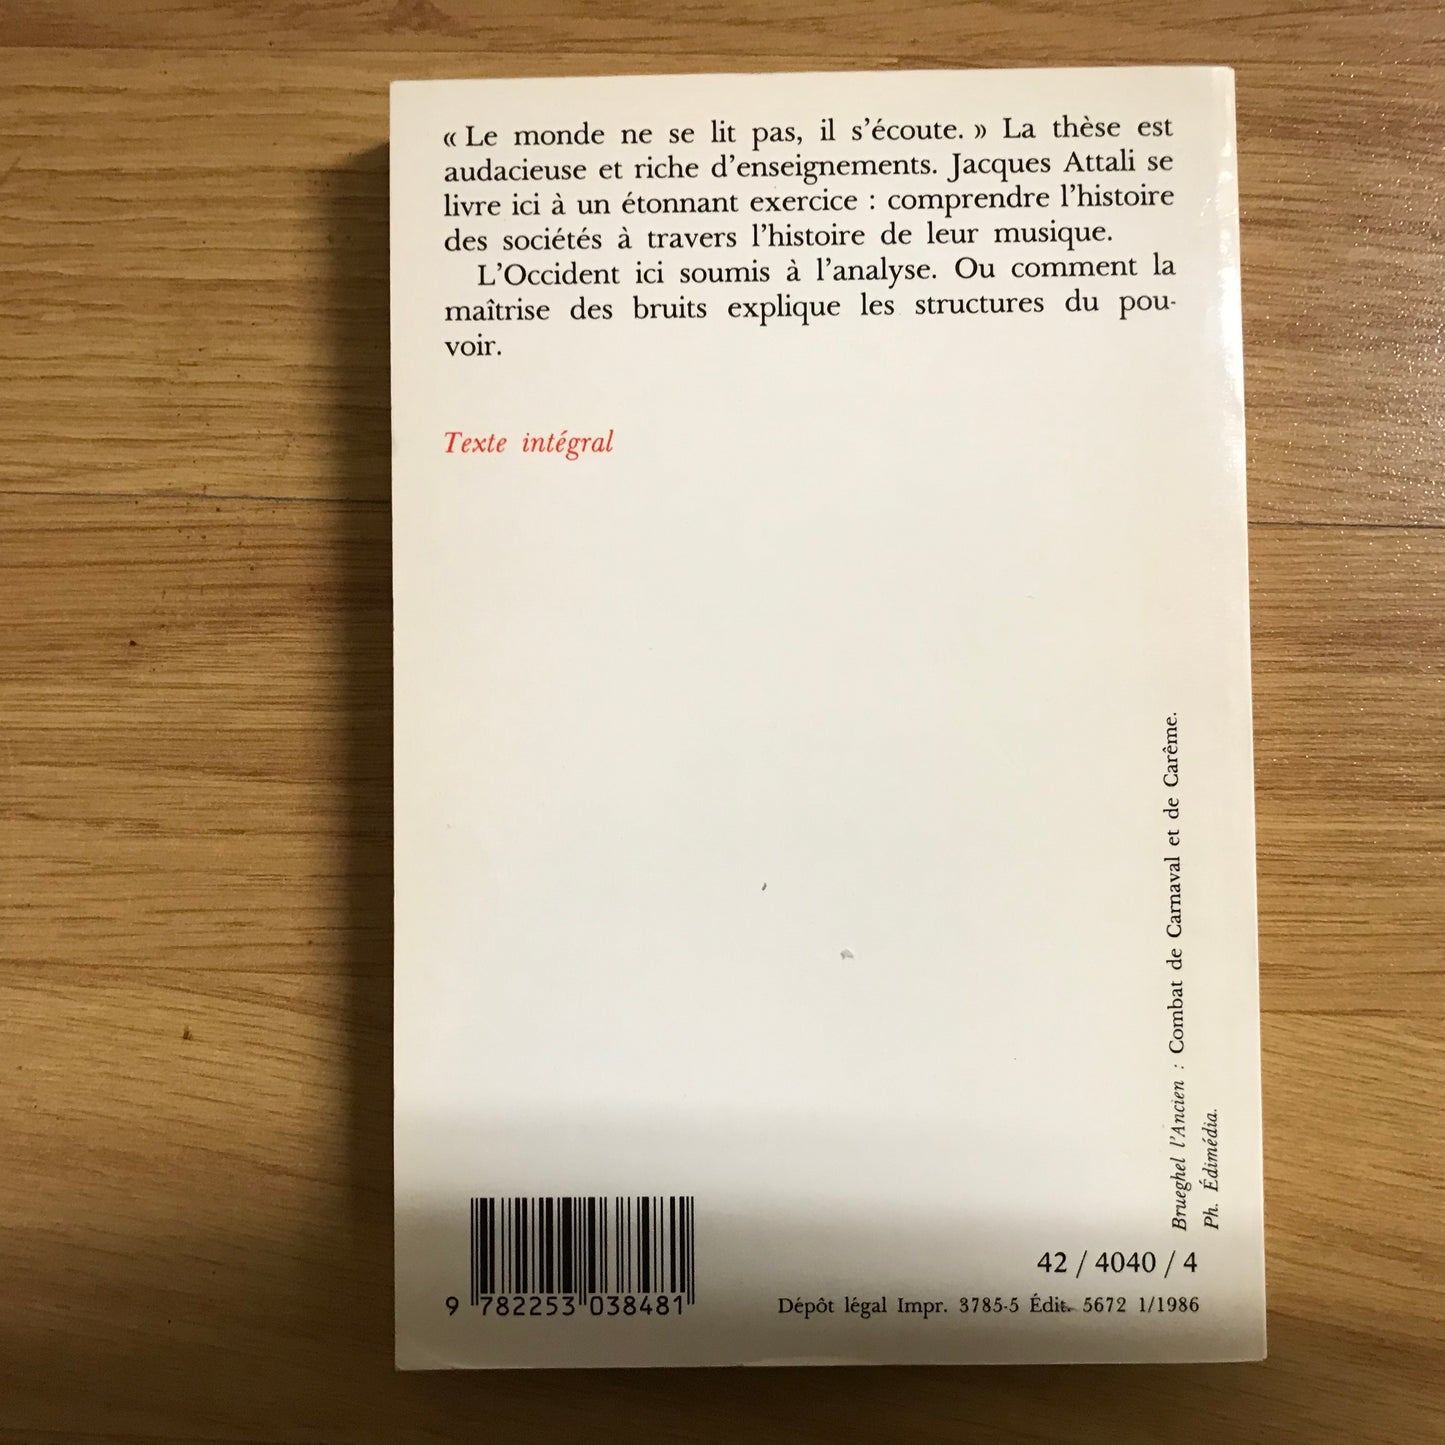 « Le monde ne se lit pas, il s'écoute. » La thèse est
audacieuse et riche d'enseignements. Jacques Attali se
livre ici à un étonnant exercice : comprendre l'histoire
des sociétés à travers l'histoire de leur musique.
L'Occident ici soumis à l'analyse. Ou comment la
maîtrise des bruits explique les structures du pou-
voir.
Texte intégral
Brueghel l'Ancien : Combat de Carnaval et de Carême.
Ph. Édimédia.
42 / 4040 / 4
9 782253 038481
Dépôt légal Impr. 3785-5 Édit. 5672 1/1986